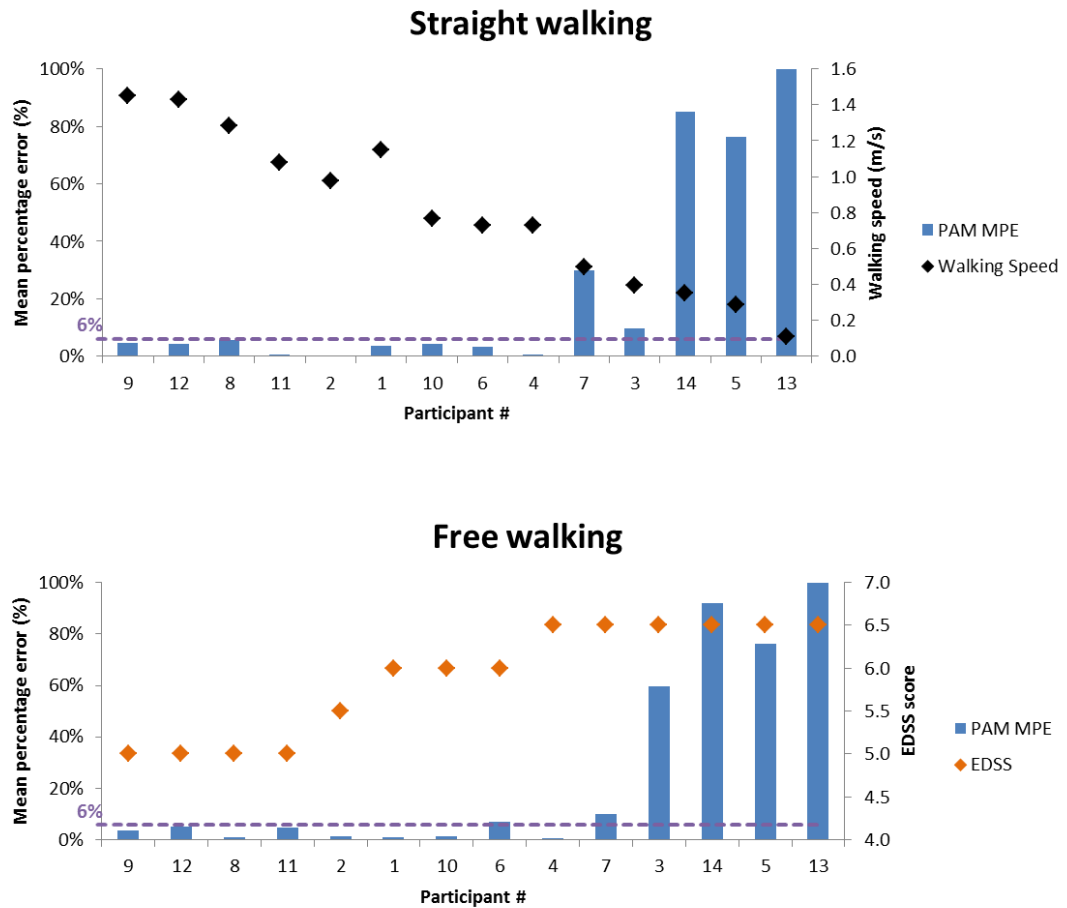 Straight walking
Mean percentage error (%)
100%
80%
60%
40%
20%
6%
0%
1.6
1.4
1.2
1.0
0.8
0.6
0.4
0.2
0.0
Walking speed (m/s)
PAM MPE
Walking Speed
9 12 8 11 2 1 10 6 4 7 3 14 5 13
Participant #
Free walking
Mean percentage error (%)
100%
80%
60%
40%
20%
6%
0%
7.0
6.5
6.0
5.5
5.0
4.5
4.0
EDSS score
PAM MPE
EDSS
9 12 8 11 2 1 10 6 4 7 3 14 5 13
Participant #